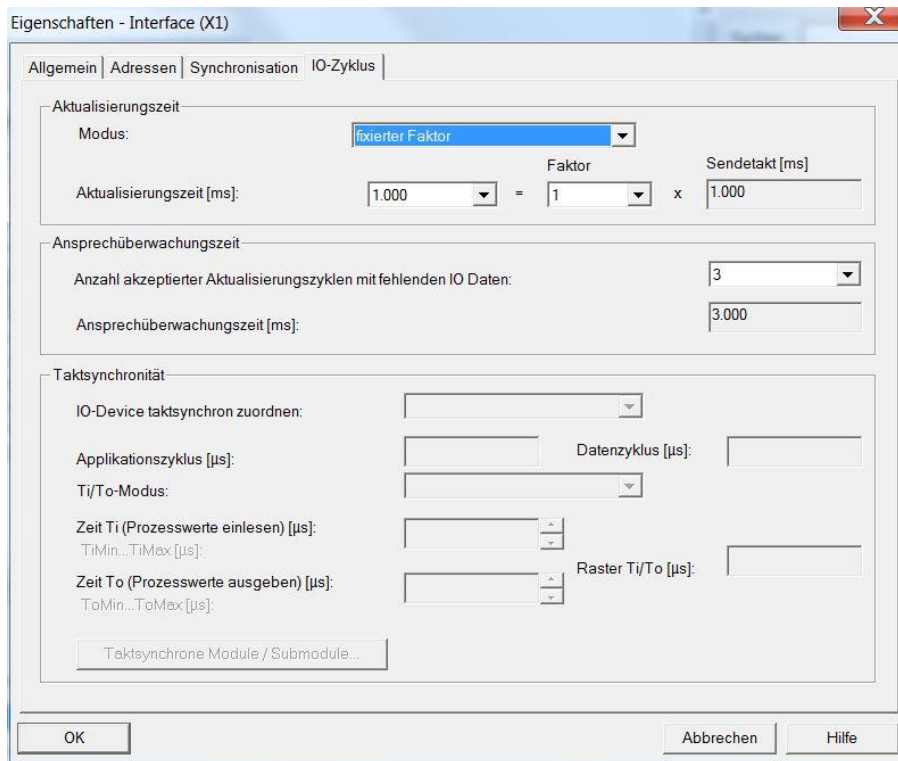 Eigenschaften - Interface (X1)
Allgemein Adressen Synchronisation IO-Zyklus
Aktualisierungszeit
Modus: fixierter Faktor
Faktor Sendetakt [ms]
Aktualisierungszeit [ms]: 1.000 = 1 x 1.000
Ansprechüberwachungszeit
Anzahl akzeptierter Aktualisierungszyklen mit fehlenden IO Daten: 3
Ansprechüberwachungszeit [ms]: 3.000
Taktsynchronität
IO-Device taktsynchron zuordnen:
Applikationszyklus [µs]: Datenzyklus [µs]:
Ti/To-Modus:
Zeit Ti (Prozesswerte einlesen) [µs]:
TiMin...TiMax [µs]:
Raster Ti/To [µs]:
Zeit To (Prozesswerte ausgeben) [µs]:
ToMin...ToMax [µs]:
Taktsynchrone Module / Submodule...
OK Abbrechen Hilfe